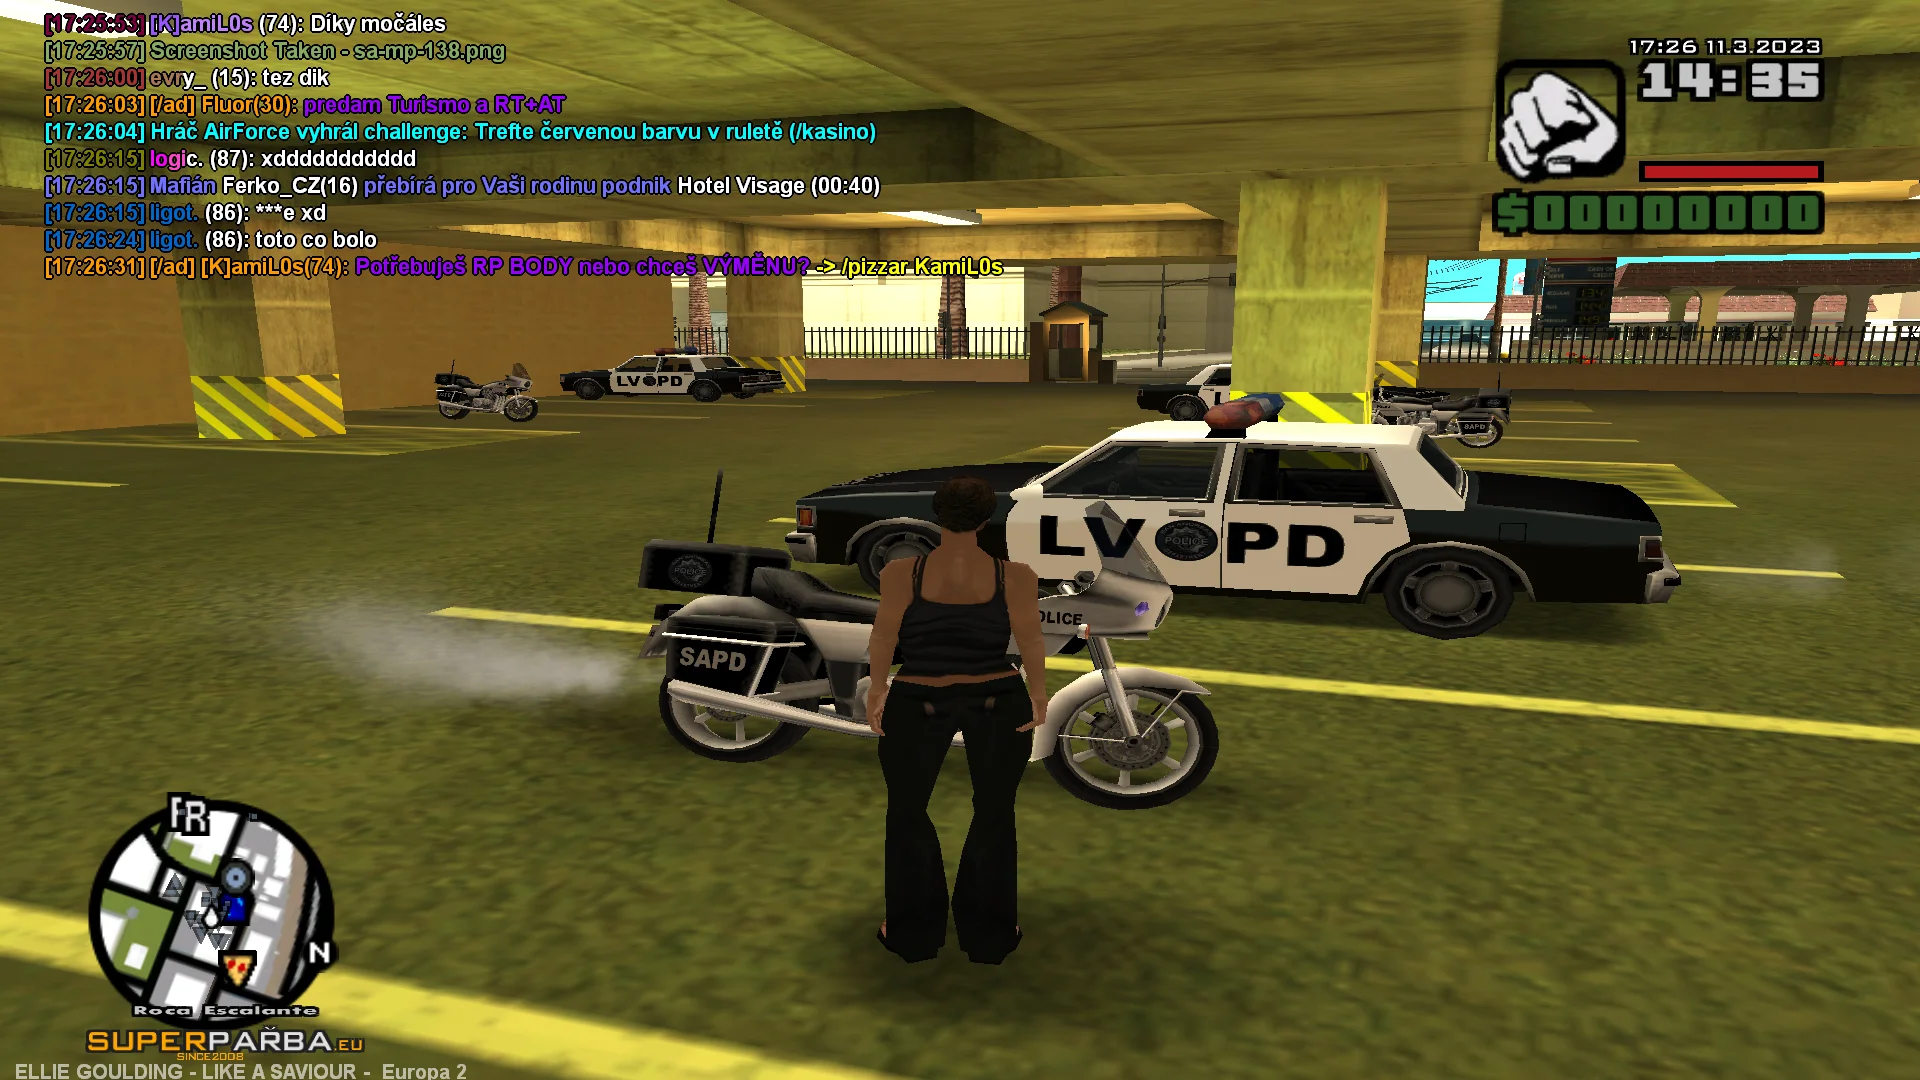 [17:25:53] [K]amiL0s (74): Díky močáles
[17:25:57] Screenshot Taken - sa-mp-138.png
[17:26:00] evry_ (15): tez dik
[17:26:03] [/ad] Fluor(30): predam Turismo a RT+AT
[17:26:04] Hráč AirForce vyhrál challenge: Trefte červenou barvu v ruletě (/kasino)
[17:26:15] logic. (87): xdddddddddddd
[17:26:15] Mafián Ferko_CZ(16) přebírá pro Vaši rodinu podnik Hotel Visage (00:40)
[17:26:15] ligot. (86): ***e xd
[17:26:24] ligot. (86): toto co bolo
[17:26:31] [/ad] [K]amiL0s(74): Potřebuješ RP BODY nebo chceš VÝMĚNU? -> /pizzar KamiL0s
17:26 11.3.2023
14:35
$00000000
LVPD
SAPD
LV POLICE PD
POLICE
OLICE
SAPD
FR
N
Roca Escalante
SUPERPAŘBA.EU
SINCE 2008
ELLIE GOULDING - LIKE A SAVIOUR - Europa 2